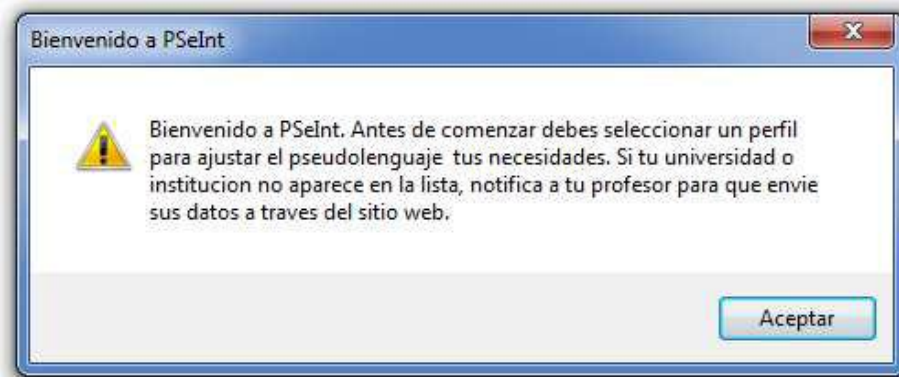 Bienvenido a PSeInt
Bienvenido a PSeInt. Antes de comenzar debes seleccionar un perfil
para ajustar el pseudolenguaje  tus necesidades. Si tu universidad o
institucion no aparece en la lista, notifica a tu profesor para que envie
sus datos a traves del sitio web.
Aceptar